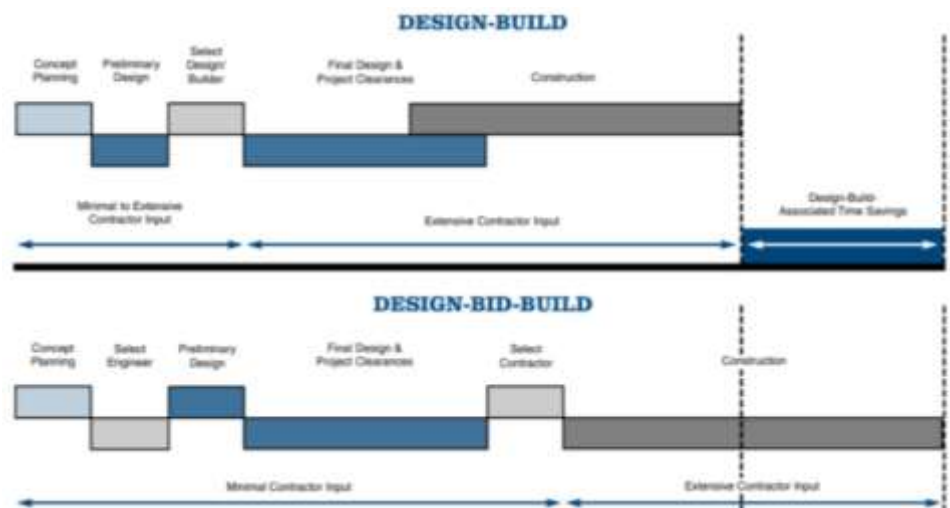 DESIGN-BUILD
Concept
Planning
Preliminary
Design
Select
Design/
Builder
Final Design &
Project Clearances
Construction
Minimal to Extensive
Contractor Input
Extensive Contractor Input
Design-Build-
Associated Time Savings
DESIGN-BID-BUILD
Concept
Planning
Select
Engineer
Preliminary
Design
Final Design &
Project Clearances
Select
Contractor
Construction
Minimal Contractor Input
Extensive Contractor Input